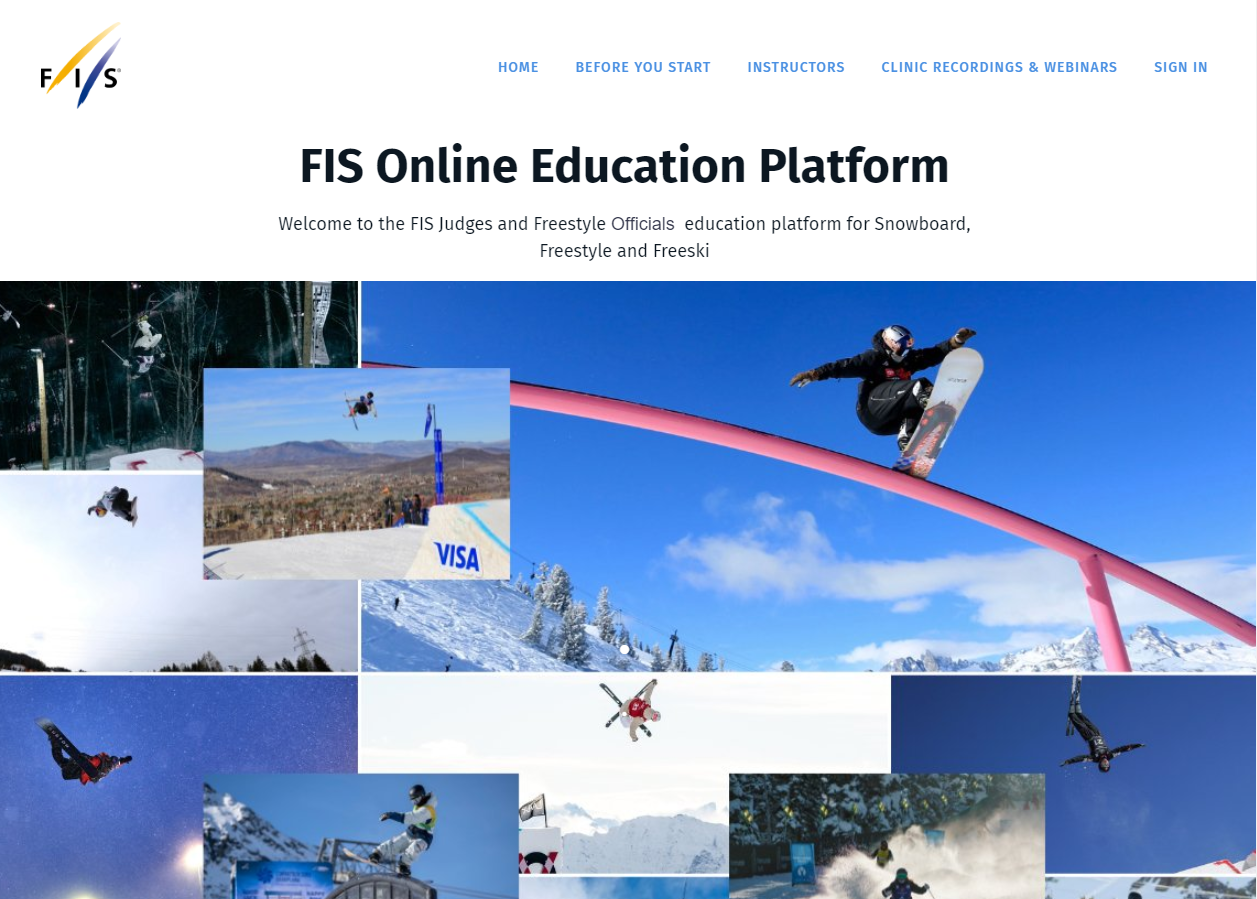 FIS
HOME
BEFORE YOU START
INSTRUCTORS
CLINIC RECORDINGS & WEBINARS
SIGN IN
FIS Online Education Platform
Welcome to the FIS Judges and Freestyle Officials education platform for Snowboard,
Freestyle and Freeski
VISA